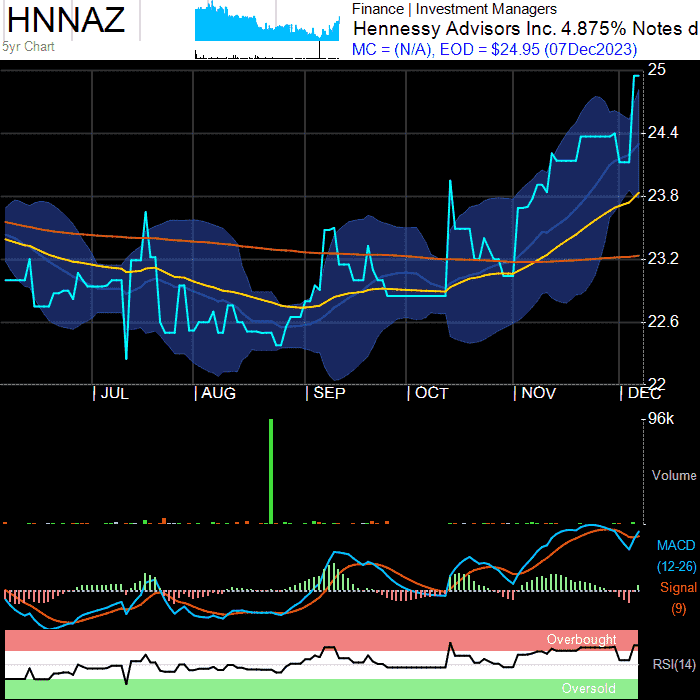 HNNAZ
5yr Chart
Finance | Investment Managers
Hennessy Advisors Inc. 4.875% Notes d
MC = (N/A), EOD = $24.95 (07Dec2023)
25
24.4
23.8
23.2
22.6
22
| JUL | AUG | SEP | OCT | NOV | DEC
96k
Volume
MACD
(12-26)
Signal
(9)
Overbought
RSI(14)
Oversold